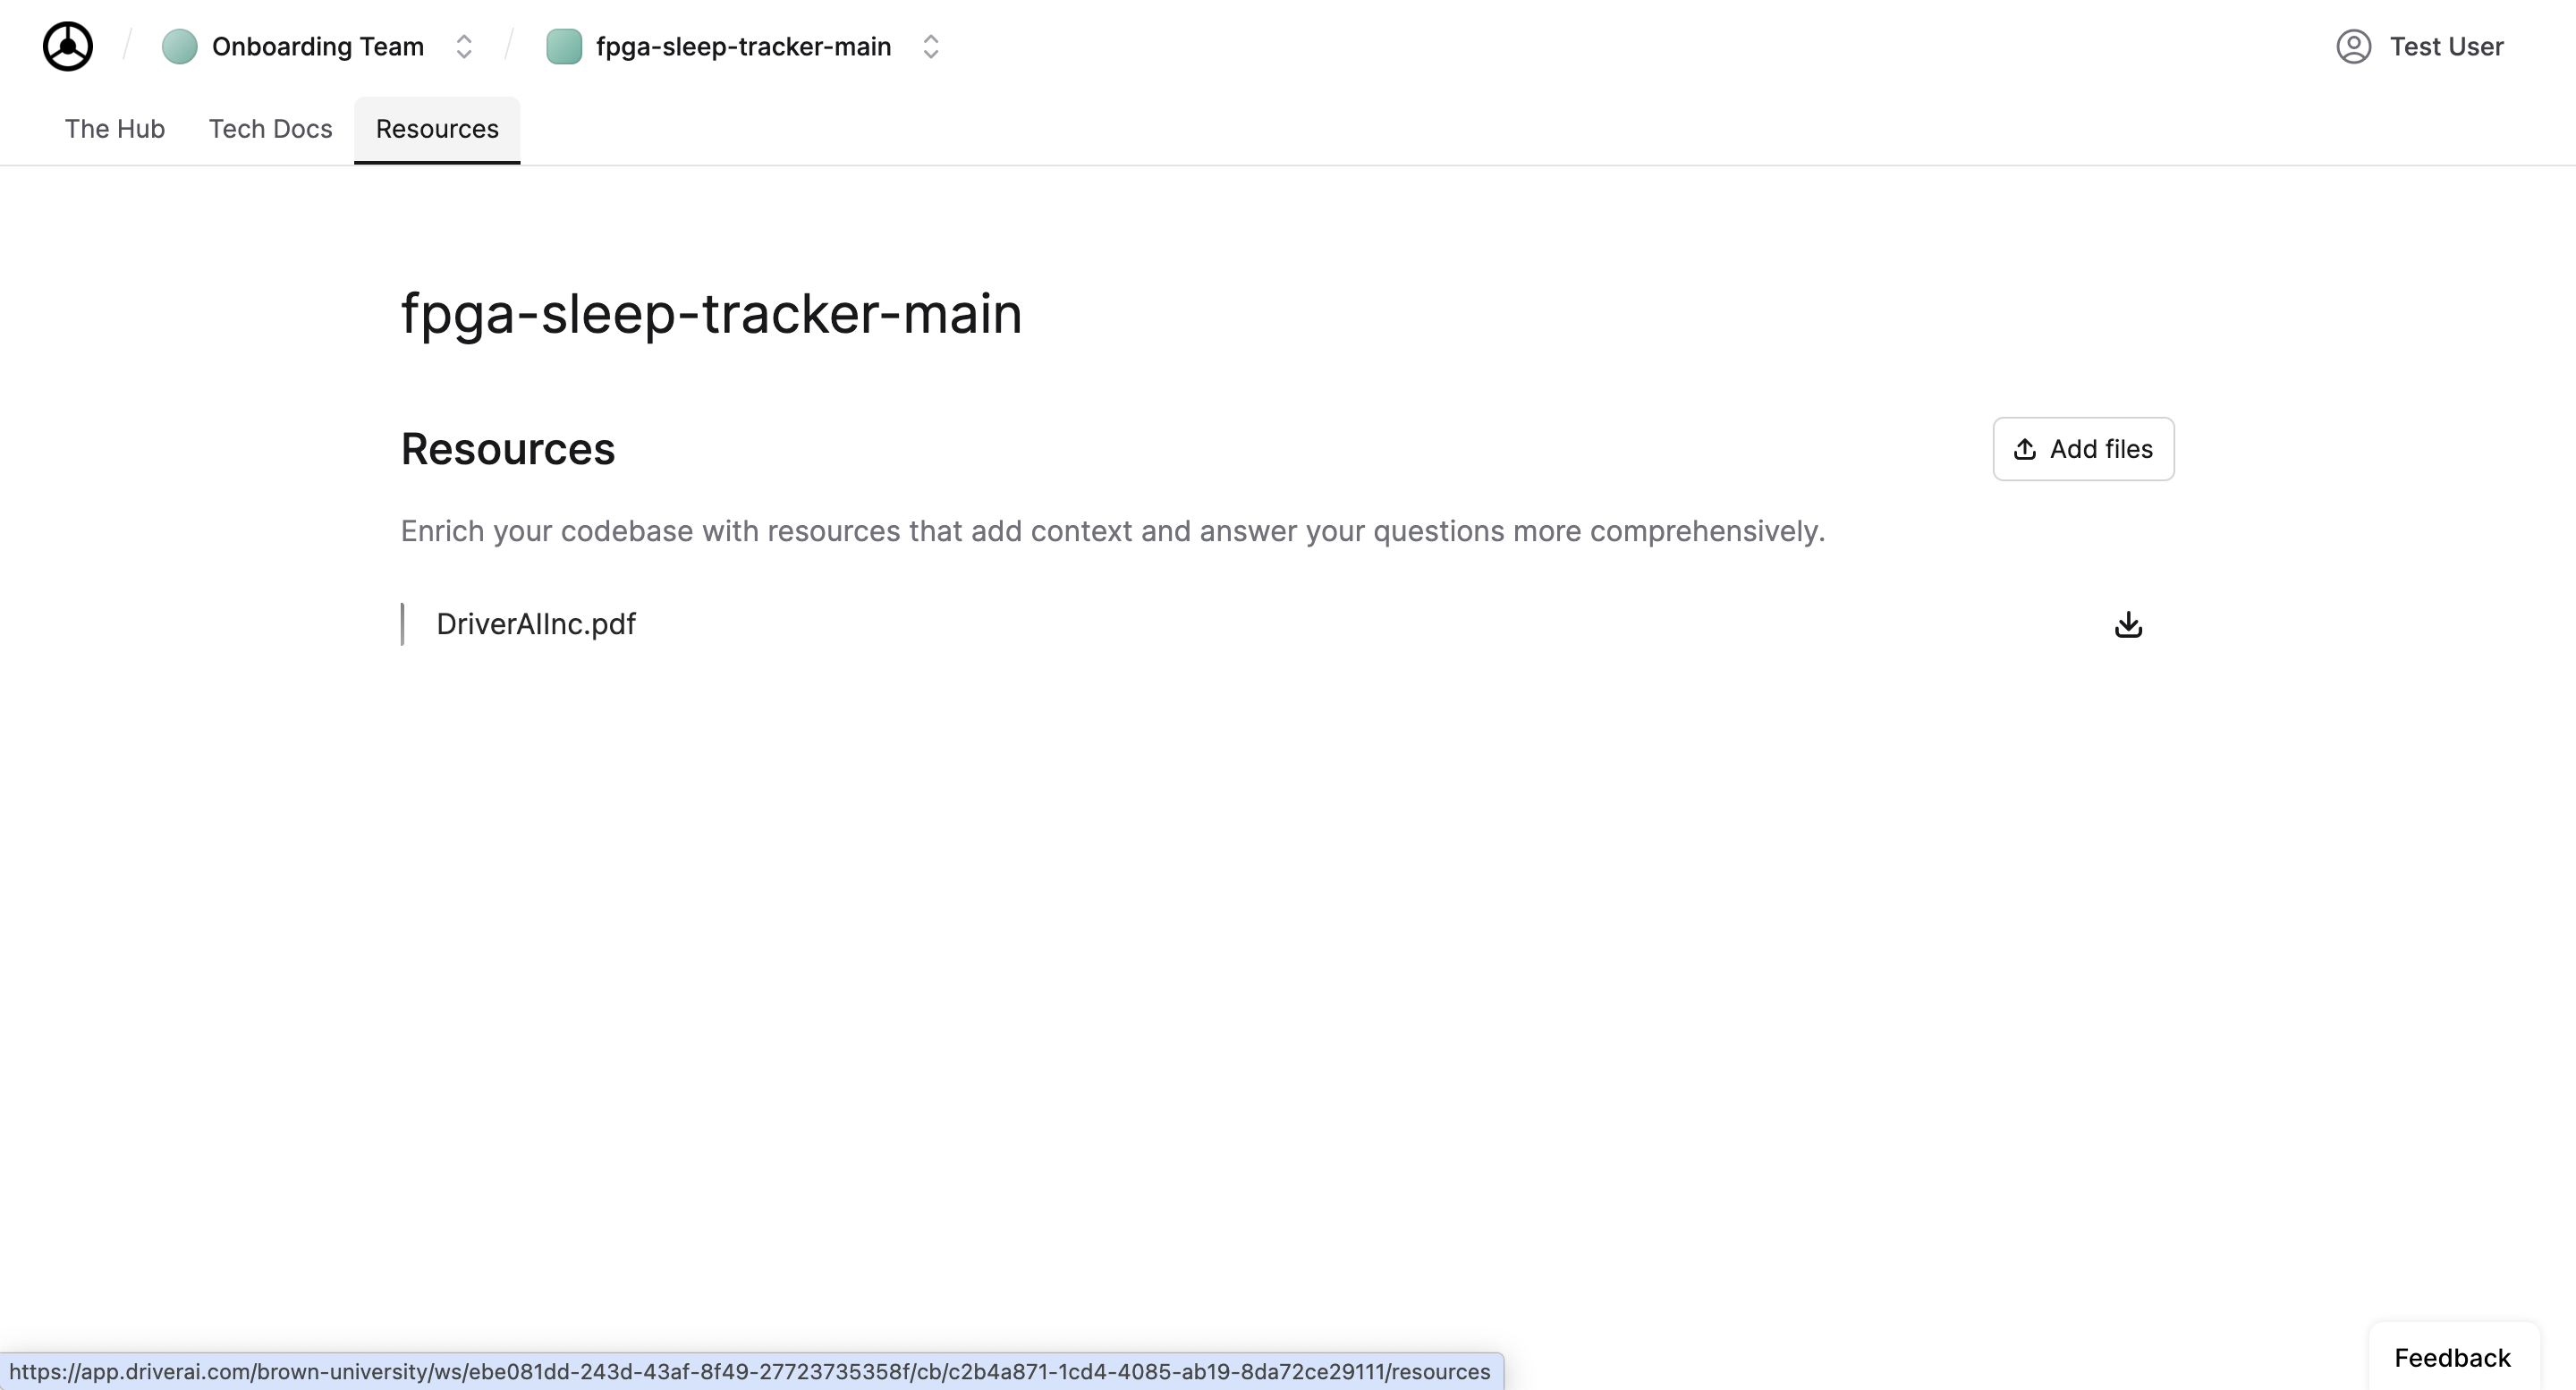 Onboarding Team
fpga-sleep-tracker-main
Test User
The Hub
Tech Docs
Resources
fpga-sleep-tracker-main
Resources
Add files
Enrich your codebase with resources that add context and answer your questions more comprehensively.
DriverAIInc.pdf
Feedback
https://app.driverai.com/brown-university/ws/ebe081dd-243d-43af-8f49-27723735358f/cb/c2b4a871-1cd4-4085-ab19-8da72ce29111/resources